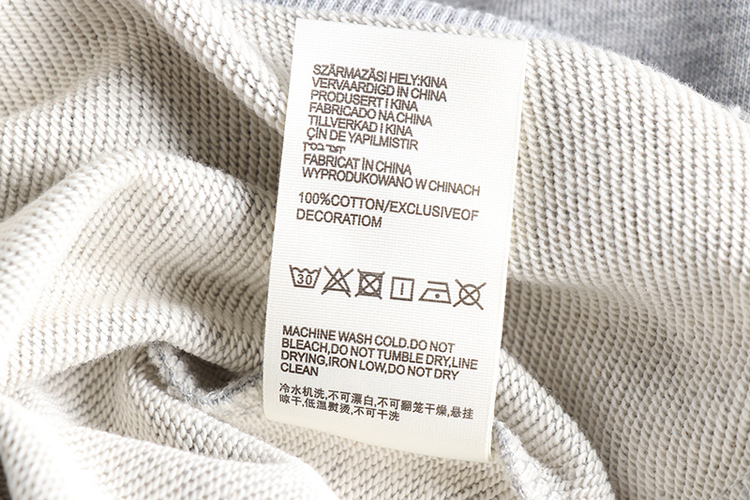 SZÄRMAZÄSI HELY:KINA
VERVAARDIGD IN CHINA
PRODUSERT I KINA
FABRICADO NA CHINA
TILLVERKAD I KINA
ÇIN DE YAPILMISTIR
FABRICAT ÎN CHINA
WYPRODUKOWANO W CHINACH
100%COTTON/EXCLUSIVEOF
DECORATIOM
30
MACHINE WASH COLD.DO NOT
BLEACH,DO NOT TUMBLE DRY,LINE
DRYING,IRON LOW,DO NOT DRY
CLEAN
冷水机洗,不可漂白,不可翻笼干燥,悬挂
晾干,低温熨烫,不可干洗